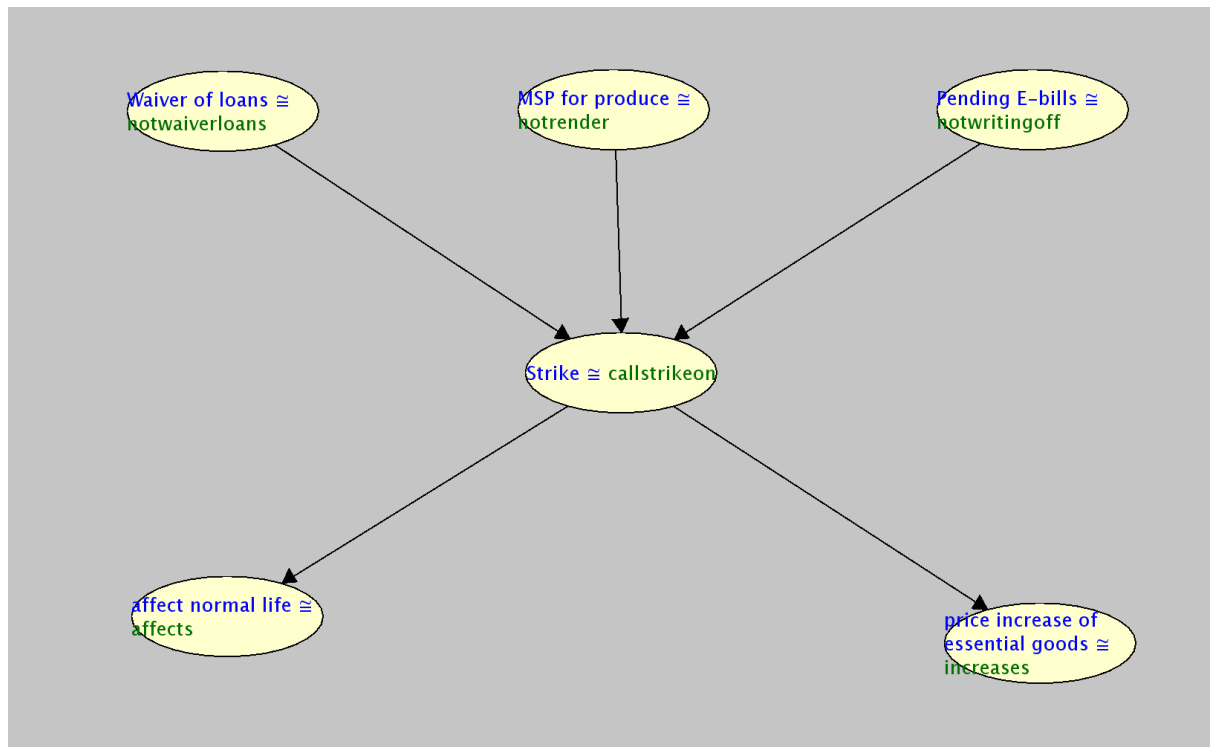 Waiver of loans ≅
notwaiverloans
MSP for produce ≅
notrender
Pending E-bills ≅
notwritingoff
Strike ≅ callstrikeon
affect normal life ≅
affects
price increase of
essential goods ≅
increases